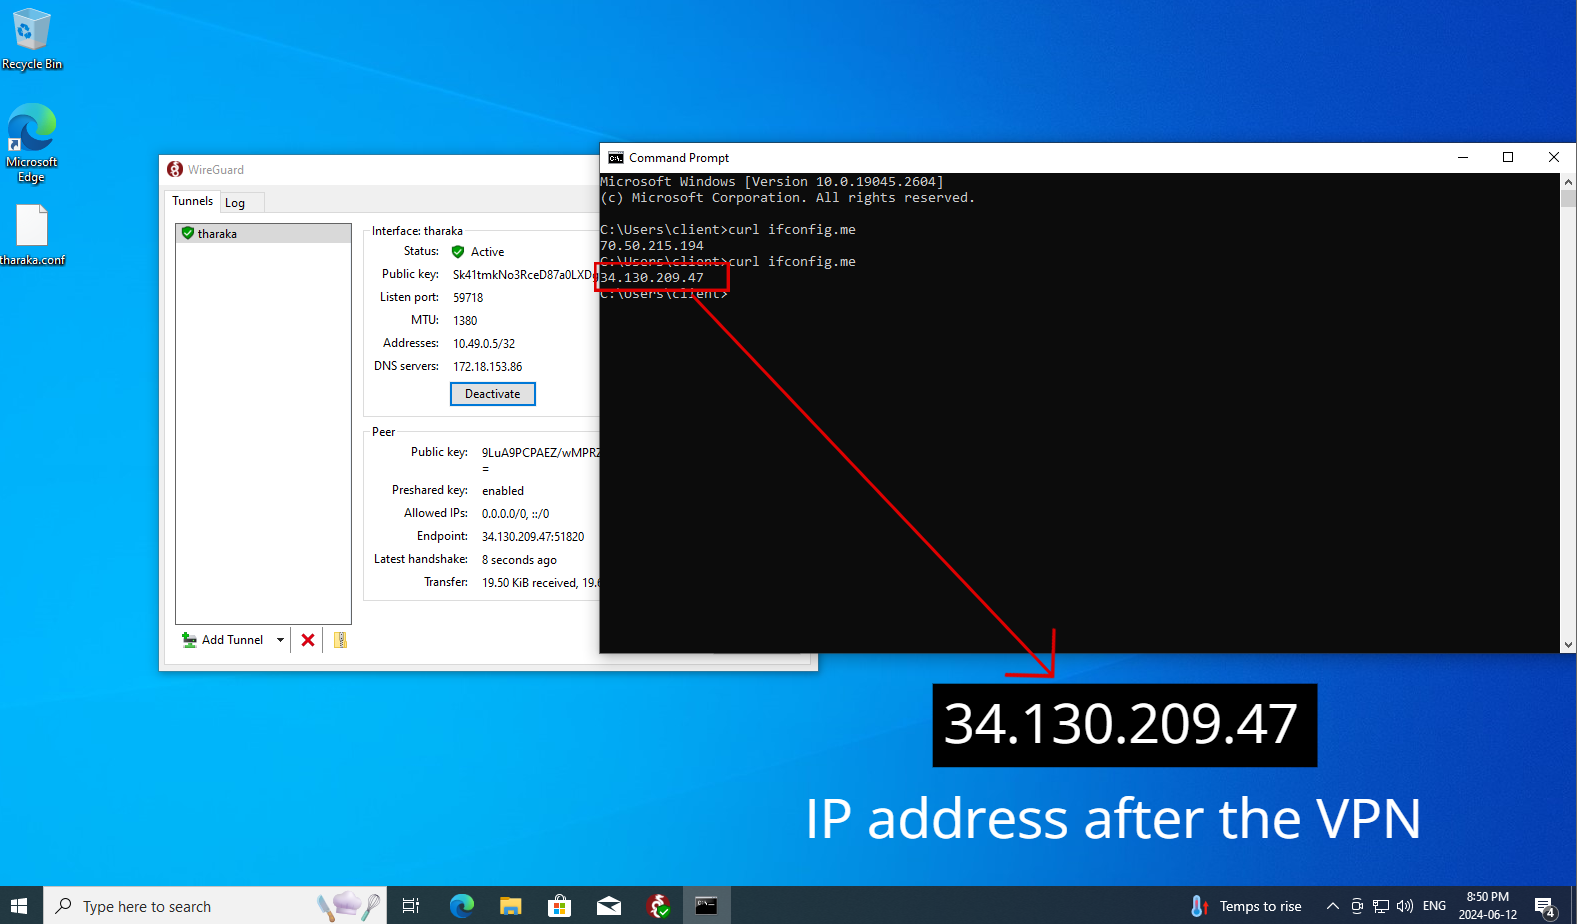 Recycle Bin
Microsoft
Edge
tharaka.conf
WireGuard
Tunnels
Log
tharaka
Interface: tharaka
Status: Active
Public key: Sk41tmkNo3RceD87a0LXDg
Listen port: 59718
MTU: 1380
Addresses: 10.49.0.5/32
DNS servers: 172.18.153.86
Deactivate
Peer
Public key: 9LuA9PCPAEZ/wMPRZ
=
Preshared key: enabled
Allowed IPs: 0.0.0.0/0, ::/0
Endpoint: 34.130.209.47:51820
Latest handshake: 8 seconds ago
Transfer: 19.50 KiB received, 19.6
Add Tunnel
Command Prompt
Microsoft Windows [Version 10.0.19045.2604]
(c) Microsoft Corporation. All rights reserved.
C:\Users\client>curl ifconfig.me
70.50.215.194
C:\Users\client>curl ifconfig.me
34.130.209.47
C:\Users\client>
34.130.209.47
IP address after the VPN
Type here to search
Temps to rise
ENG
8:50 PM
2024-06-12
4